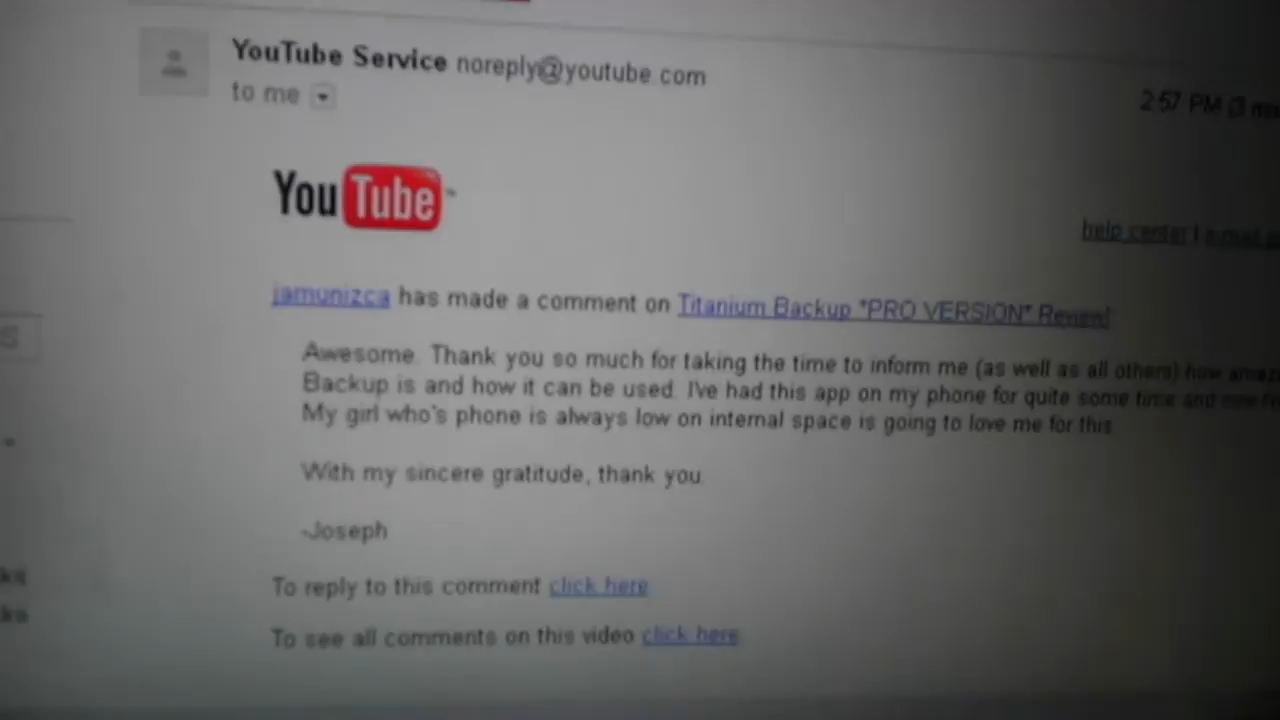 YouTube Service noreply@youtube.com
to me
2:57 PM (3
YouTube
help center |
jamunizca has made a comment on Titanium Backup *PRO VERSION* Review!
Awesome. Thank you so much for taking the time to inform me (as well as all others) how
Backup is and how it can be used. I've had this app on my phone for quite some time and
My girl who's phone is always low on internal space is going to love me for this.
With my sincere gratitude, thank you.
-Joseph
To reply to this comment click here
To see all comments on this video click here